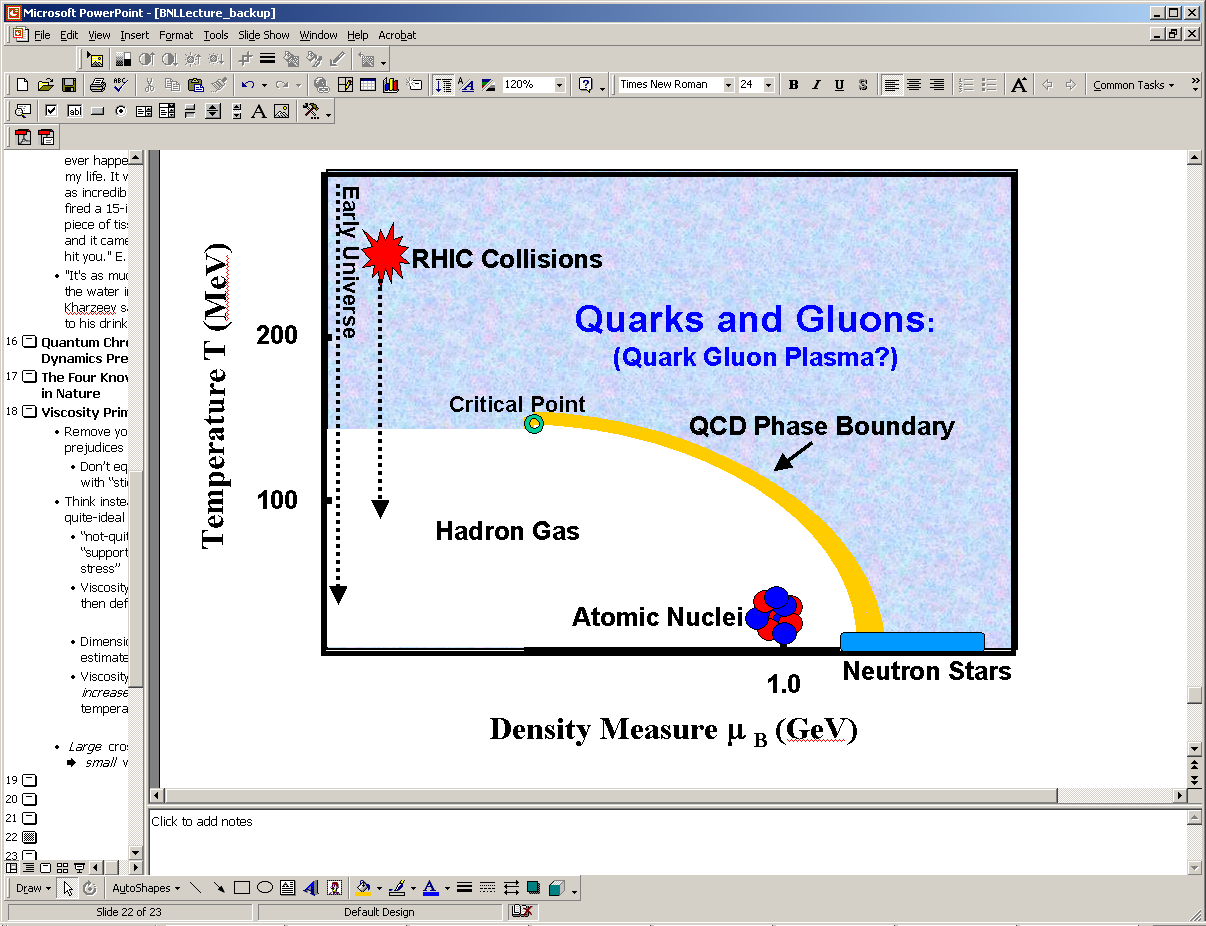 Microsoft PowerPoint - [BNLLecture_backup]
File Edit View Insert Format Tools Slide Show Window Help Acrobat
120% Times New Roman 24 B I U S A Common Tasks
ever happe
my life. It w
as incredib
fired a 15-i
piece of tis
and it came
hit you." E.
• "It's as mu
the water i
Kharzeev s
to his drink
16 Quantum Chr
Dynamics Pre
17 The Four Kno
in Nature
18 Viscosity Prin
• Remove yo
prejudices
• Don't eq
with "sti
• Think inste
quite-ideal
• "not-qui
"support
stress"
• Viscosity
then def
• Dimensi
estimate
• Viscosity
increase
tempera
• Large cros
small v
19
20
21
22
23
Early Universe
RHIC Collisions
Quarks and Gluons:
(Quark Gluon Plasma?)
Temperature T (MeV)
200
Critical Point
QCD Phase Boundary
100
Hadron Gas
Atomic Nuclei
Neutron Stars
1.0
Density Measure μ B (GeV)
Click to add notes
Draw AutoShapes A A
Slide 22 of 23 Default Design